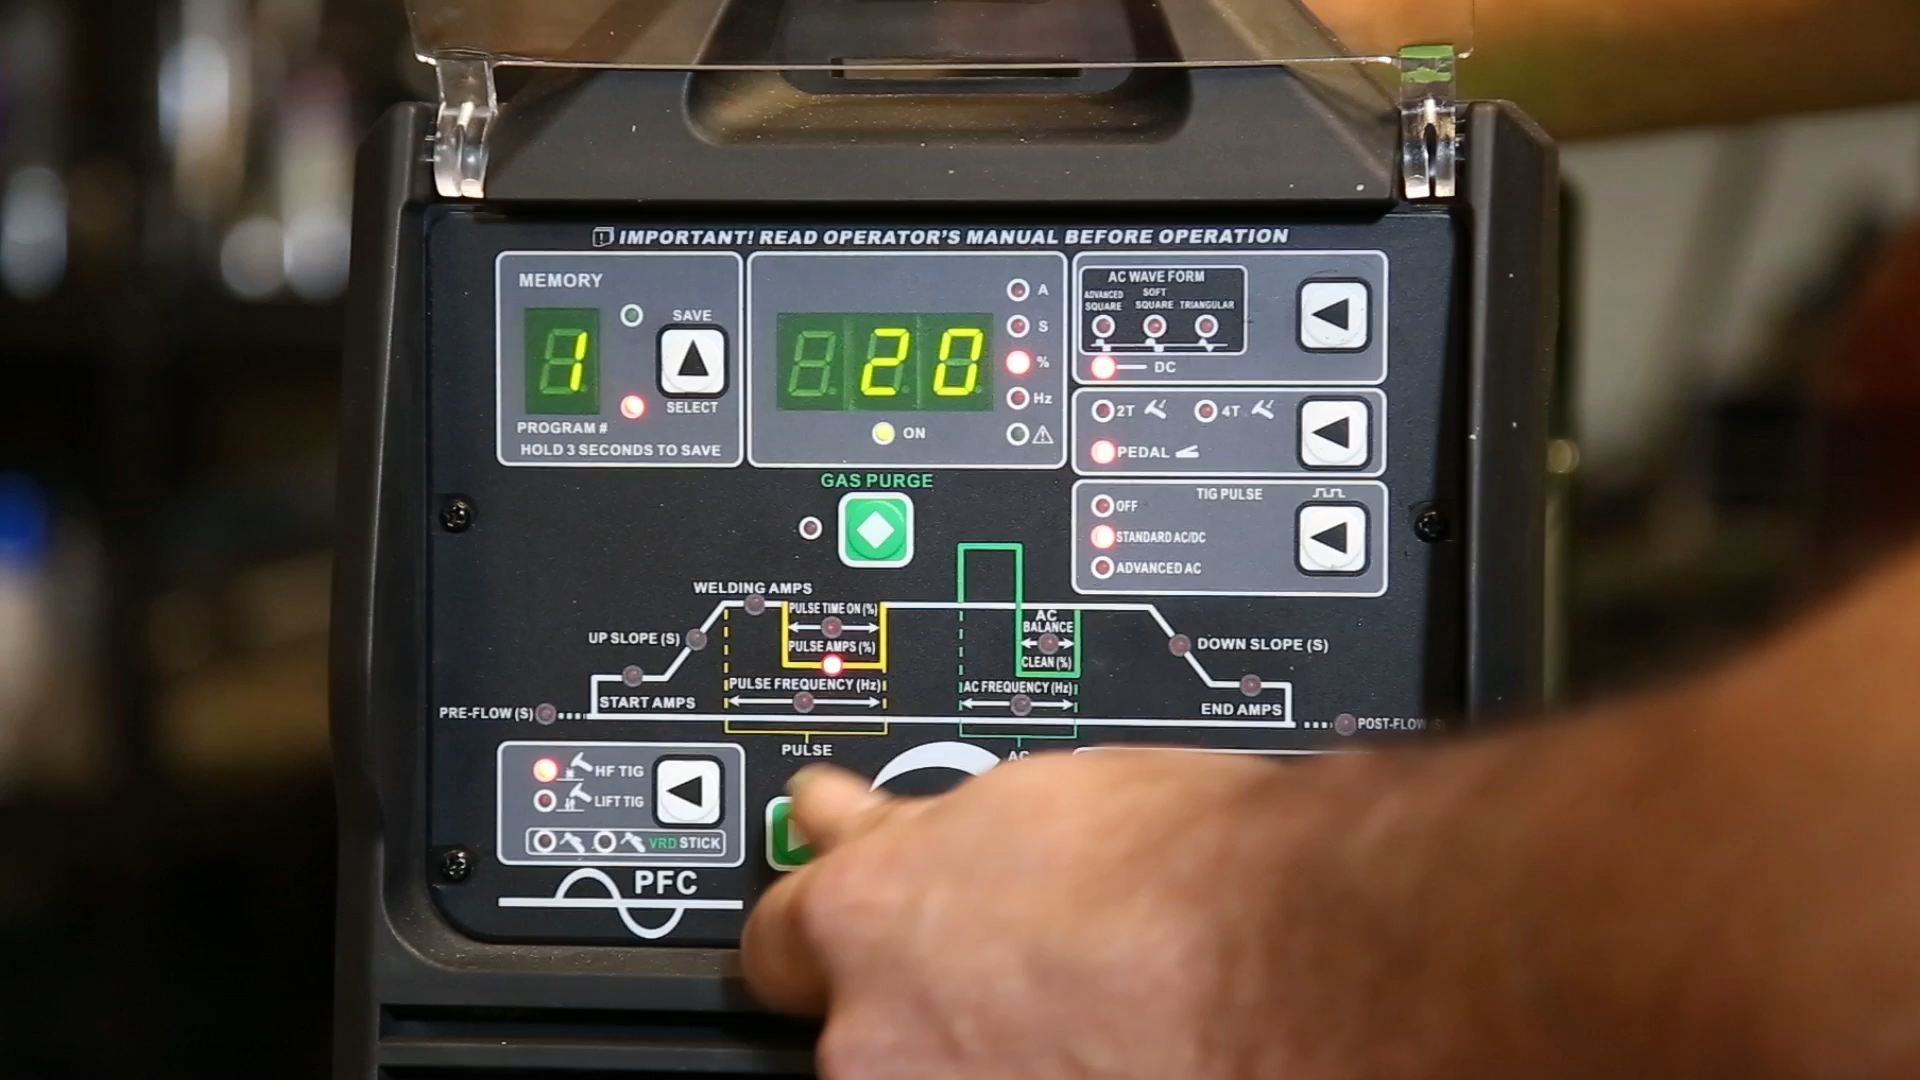 IMPORTANT! READ OPERATOR'S MANUAL BEFORE OPERATION
MEMORY
1
SAVE
SELECT
PROGRAM #
HOLD 3 SECONDS TO SAVE
20
A
S
%
Hz
ON
AC WAVE FORM
ADVANCED SQUARE
SOFT SQUARE
TRIANGULAR
DC
2T
4T
PEDAL
TIG PULSE
OFF
STANDARD AC/DC
ADVANCED AC
GAS PURGE
WELDING AMPS
PULSE TIME ON (%)
UP SLOPE (S)
PULSE AMPS (%)
PULSE FREQUENCY (Hz)
START AMPS
PRE-FLOW (S)
PULSE
AC
BALANCE
CLEAN (%)
AC FREQUENCY (Hz)
AC
DOWN SLOPE (S)
END AMPS
POST-FLOW (S)
HF TIG
LIFT TIG
VRD STICK
PFC